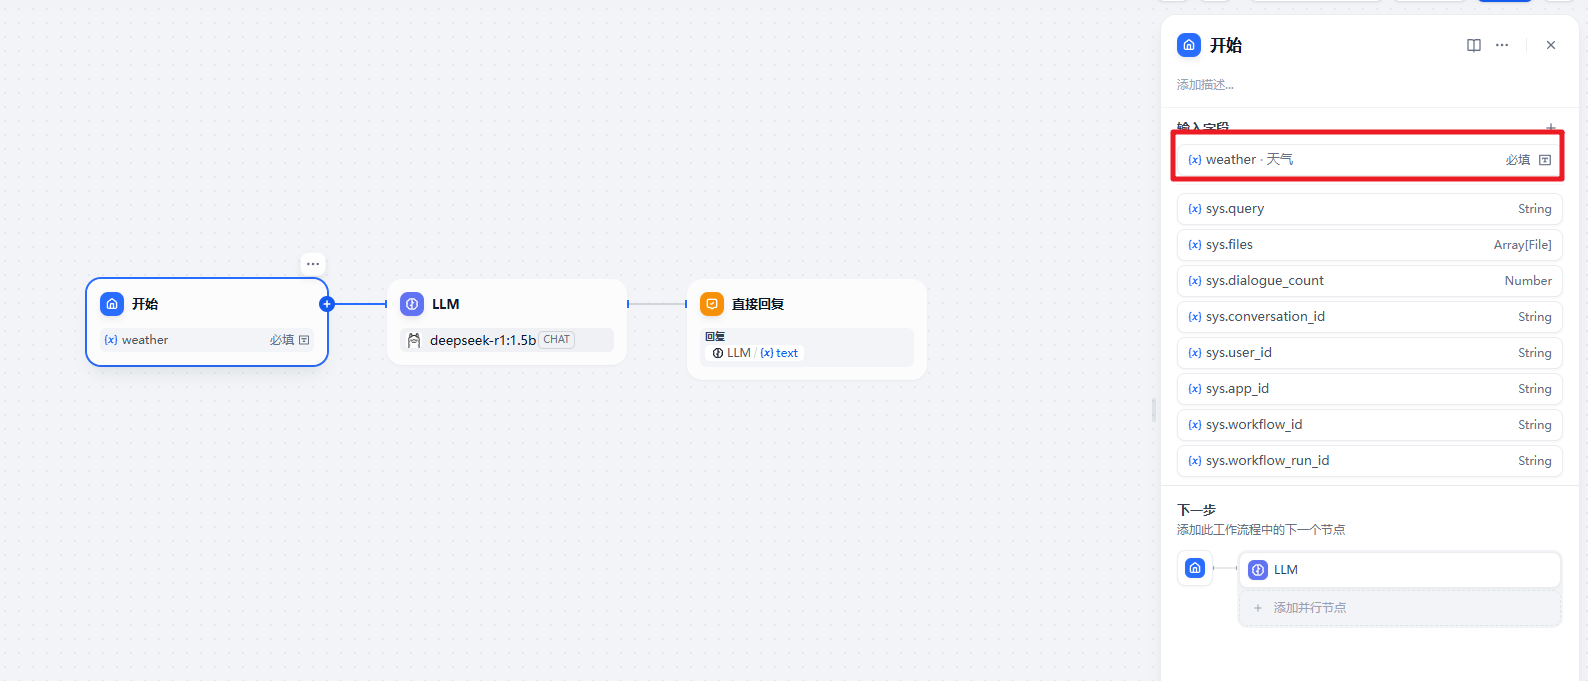 开始
weather 必填
LLM
deepseek-r1:1.5b CHAT
直接回复
回复
LLM / {x} text
开始
添加描述...
输入字段
{x} weather · 天气 必填
{x} sys.query String
{x} sys.files Array[File]
{x} sys.dialogue_count Number
{x} sys.conversation_id String
{x} sys.user_id String
{x} sys.app_id String
{x} sys.workflow_id String
{x} sys.workflow_run_id String
下一步
添加此工作流程中的下一个节点
LLM
+ 添加并行节点